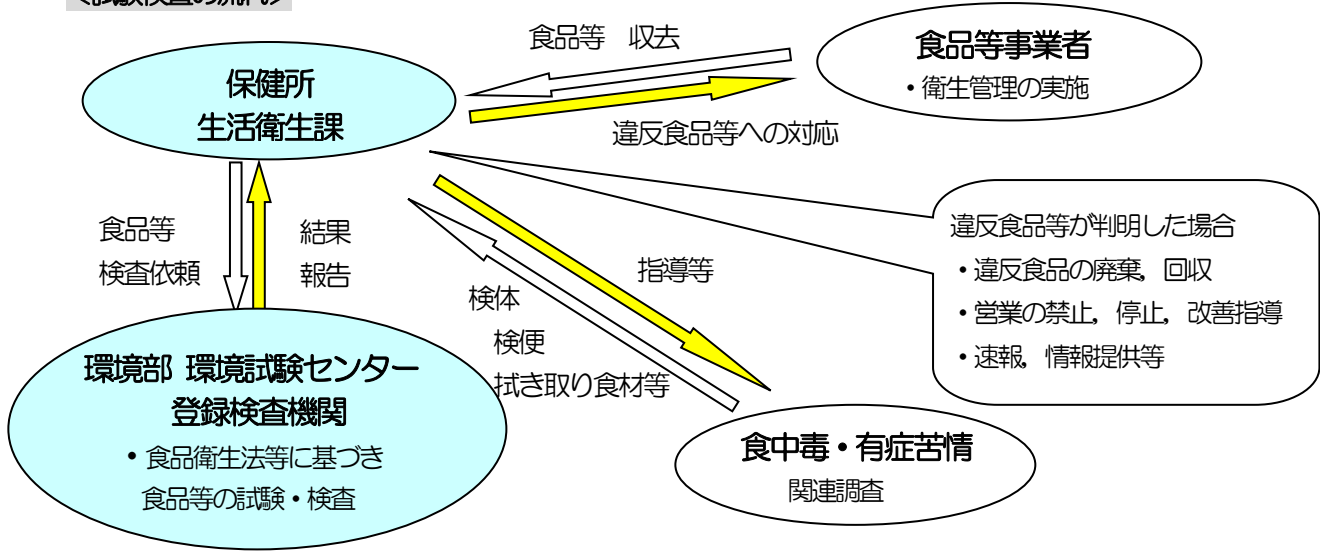 <試験検査の流れ>
食品等　収去
食品等事業者
・衛生管理の実施
保健所
生活衛生課
違反食品等への対応
食品等
検査依頼
結果
報告
指導等
検体
検便
拭き取り食材等
違反食品等が判明した場合
・違反食品の廃棄，回収
・営業の禁止，停止，改善指導
・速報，情報提供等
環境部 環境試験センター
登録検査機関
・食品衛生法等に基づき
食品等の試験・検査
食中毒・有症苦情
関連調査